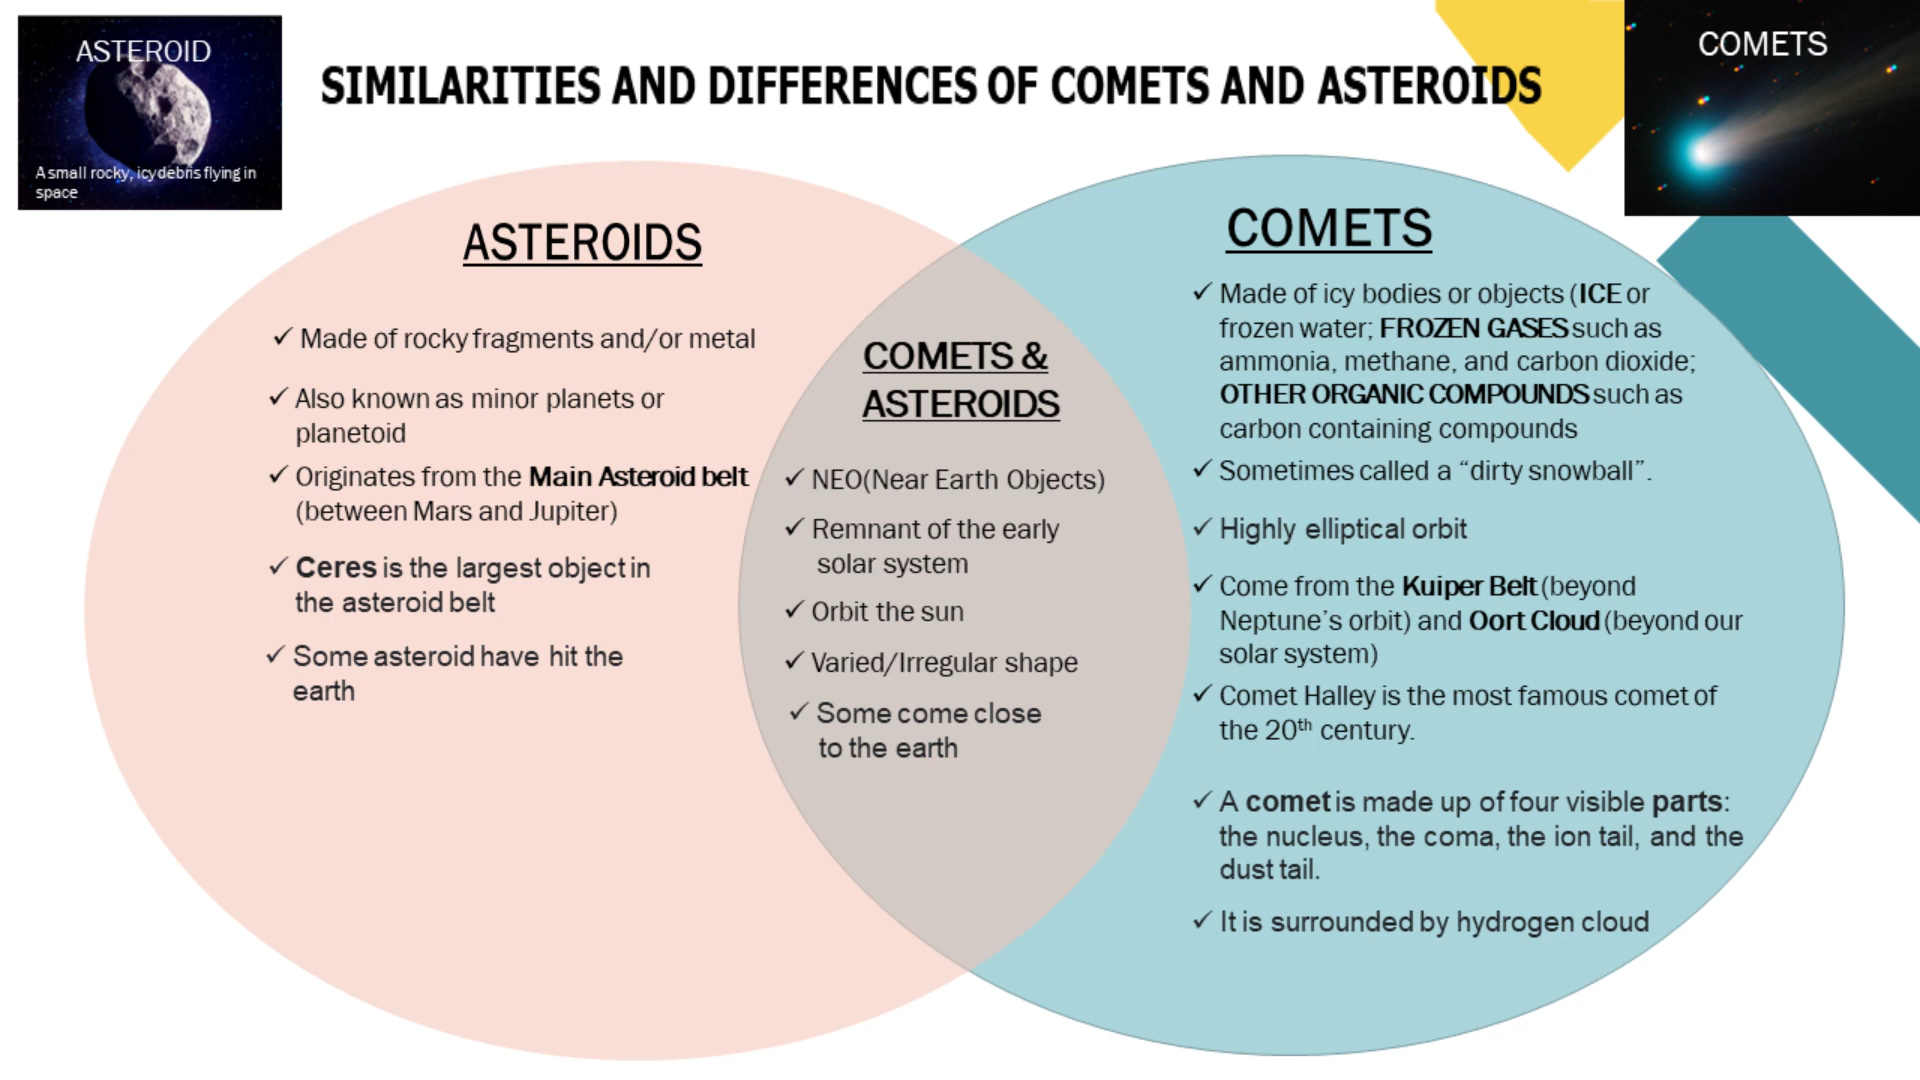 ASTEROID
A small rocky, icy debris flying in
space
SIMILARITIES AND DIFFERENCES OF COMETS AND ASTEROIDS
COMETS
ASTEROIDS
✓ Made of rocky fragments and/or metal
✓ Also known as minor planets or
planetoid
✓ Originates from the Main Asteroid belt
(between Mars and Jupiter)
✓ Ceres is the largest object in
the asteroid belt
✓ Some asteroid have hit the
earth
COMETS &
ASTEROIDS
✓ NEO(Near Earth Objects)
✓ Remnant of the early
solar system
✓ Orbit the sun
✓ Varied/Irregular shape
✓ Some come close
to the earth
COMETS
✓ Made of icy bodies or objects (ICE or
frozen water; FROZEN GASES such as
ammonia, methane, and carbon dioxide;
OTHER ORGANIC COMPOUNDS such as
carbon containing compounds
✓ Sometimes called a “dirty snowball”.
✓ Highly elliptical orbit
✓ Come from the Kuiper Belt (beyond
Neptune’s orbit) and Oort Cloud (beyond our
solar system)
✓ Comet Halley is the most famous comet of
the 20th century.
✓ A comet is made up of four visible parts:
the nucleus, the coma, the ion tail, and the
dust tail.
✓ It is surrounded by hydrogen cloud